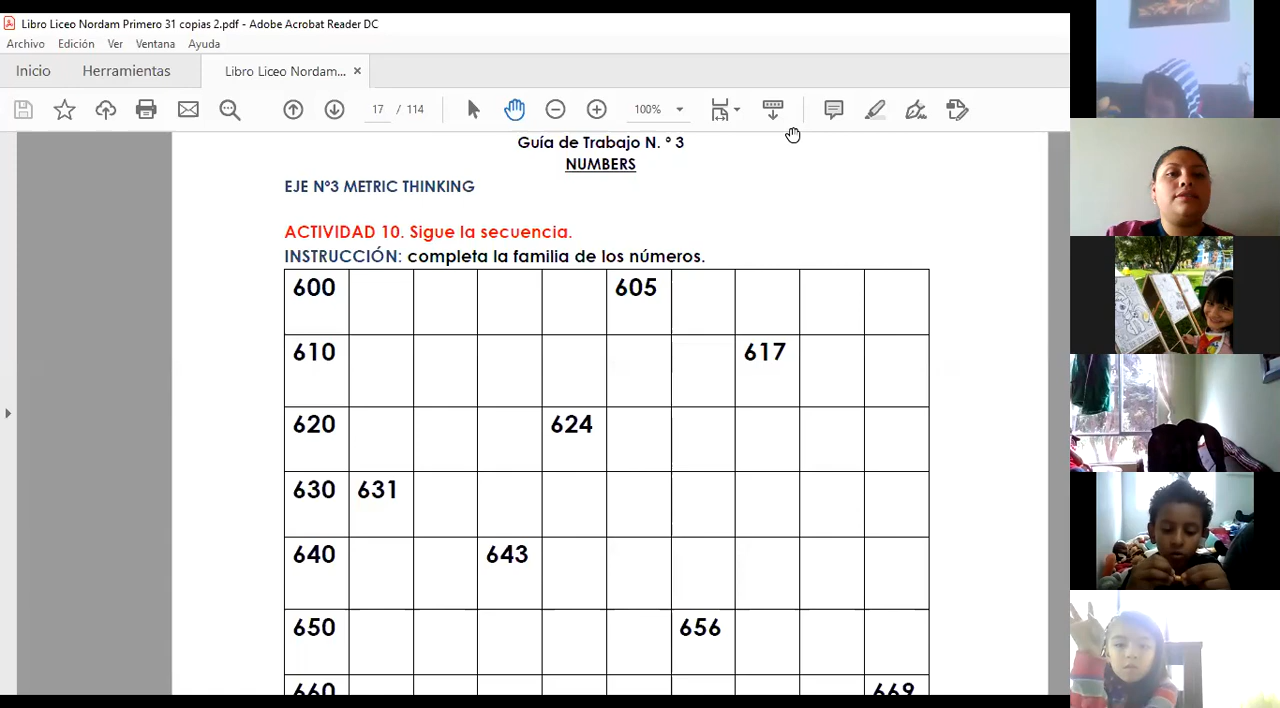 Libro Liceo Nordam Primero 31 copias 2.pdf - Adobe Acrobat Reader DC
Archivo Edición Ver Ventana Ayuda
Inicio Herramientas Libro Liceo Nordam... ×
17 / 114 100%
Guía de Trabajo N. º 3
NUMBERS
EJE Nº3 METRIC THINKING
ACTIVIDAD 10. Sigue la secuencia.
INSTRUCCIÓN: completa la familia de los números.
600 605
610 617
620 624
630 631
640 643
650 656
660 669